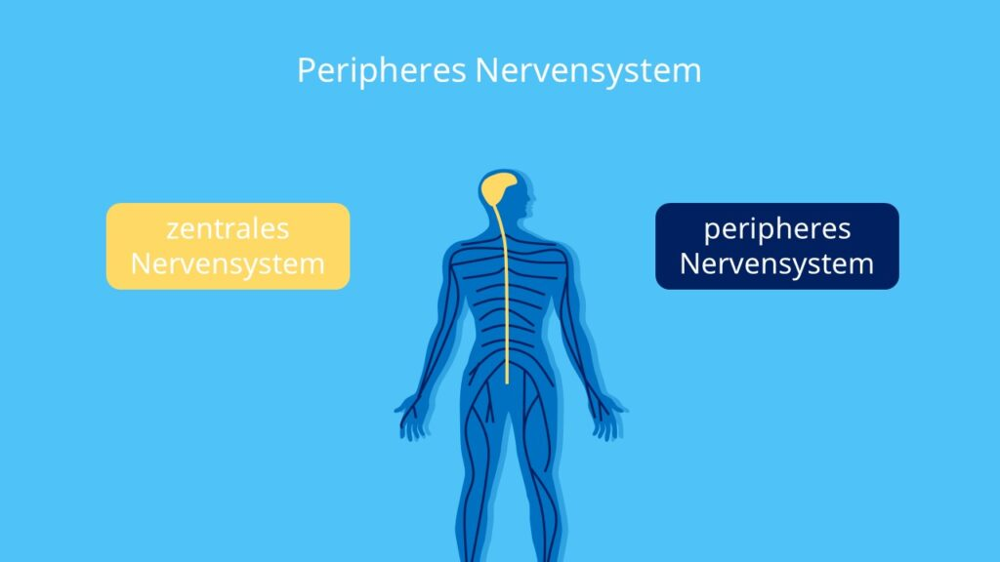 Peripheres Nervensystem
zentrales
Nervensystem
peripheres
Nervensystem